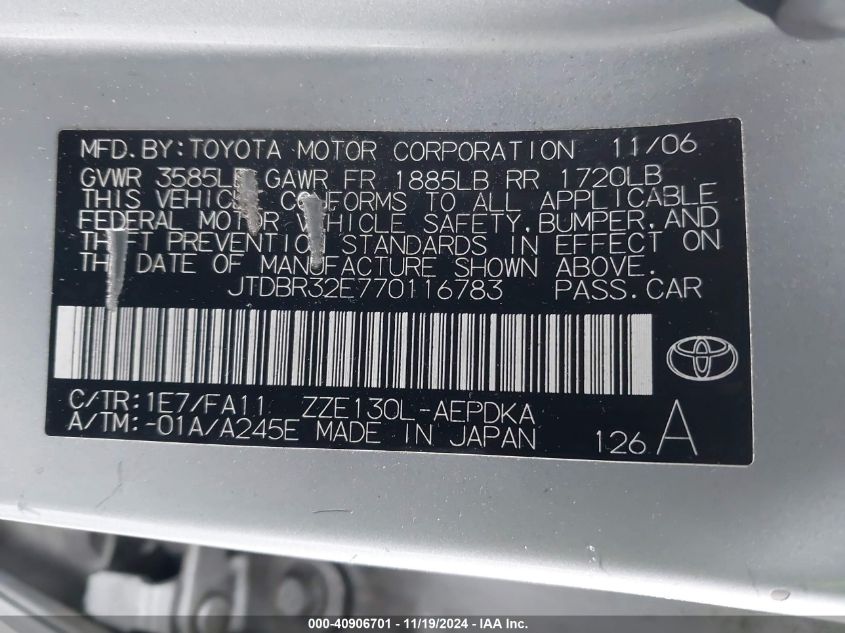 MFD.BY:TOYOTA MOTOR CORPORATION 11/06
GVWR 3585LB GAWR FR 1885LB RR 1720LB
THIS VEHICLE CONFORMS TO ALL APPLICABLE
FEDERAL MOTOR VEHICLE SAFETY,BUMPER,AND
THEFT PREVENTION STANDARDS IN EFFECT ON
THE DATE OF MANUFACTURE SHOWN ABOVE.
JTDBR32E770116783 PASS.CAR
C/TR:1E7/FA11 ZZE130L-AEPDKA
A/TM:-01A/A245E MADE IN JAPAN 126 A
000-40906701 - 11/19/2024 - IAA Inc.